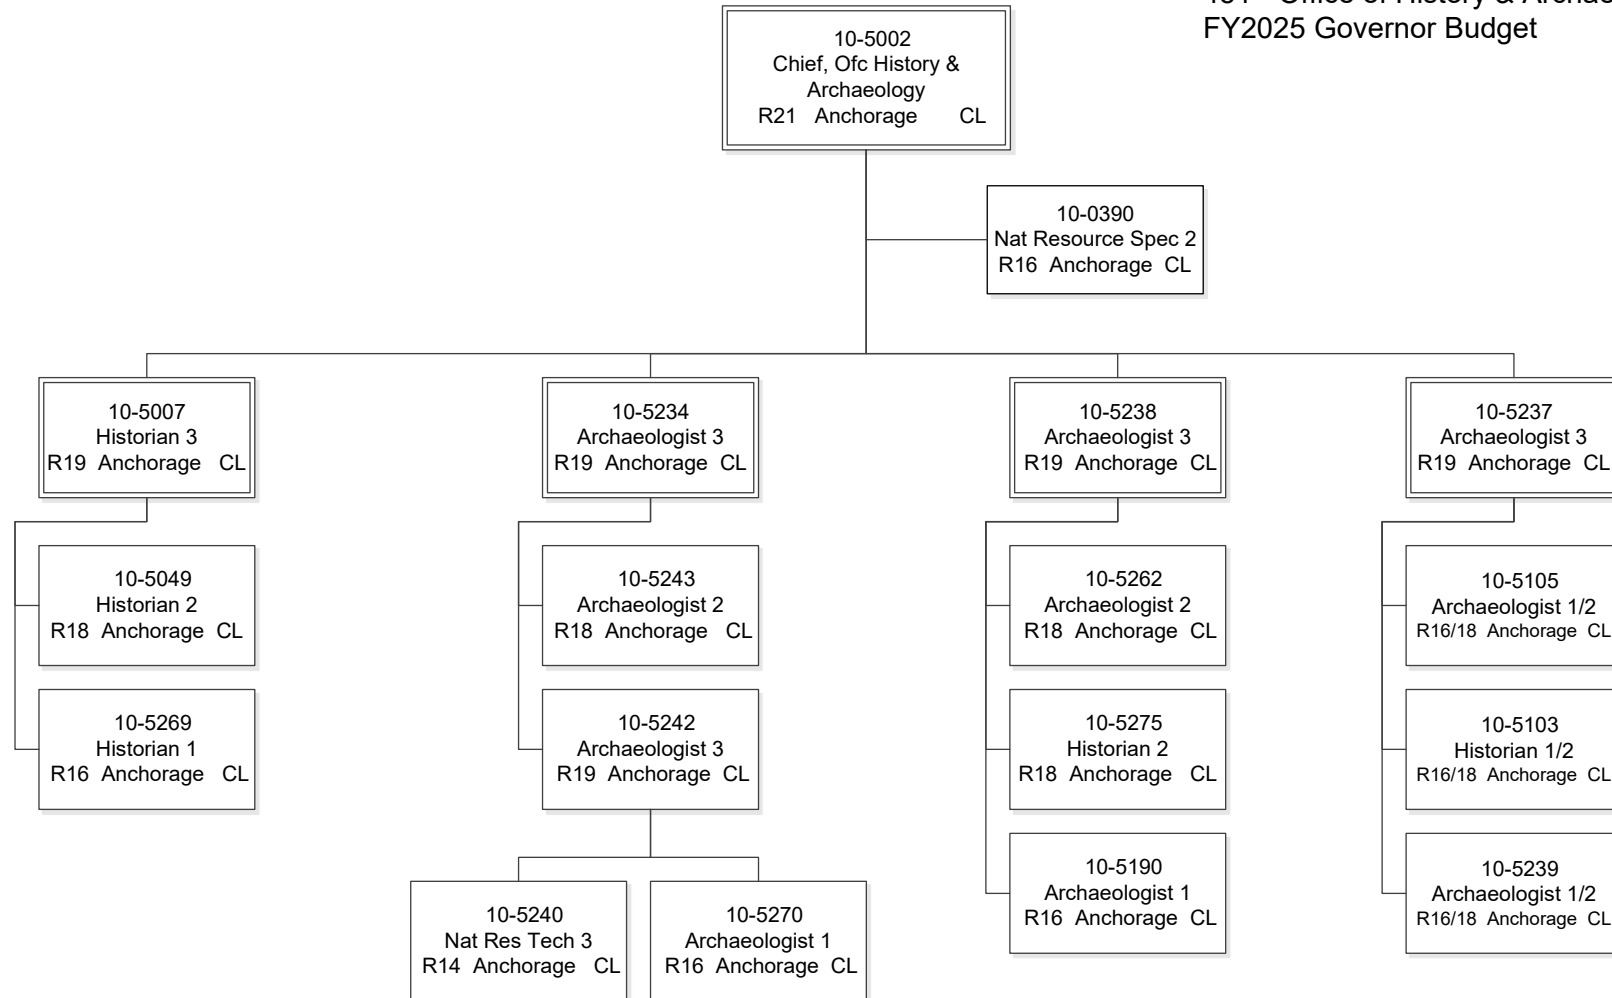 FY2025 Governor Budget
10-5002
Chief, Ofc History &
Archaeology
R21 Anchorage CL
10-0390
Nat Resource Spec 2
R16 Anchorage CL
10-5007
Historian 3
R19 Anchorage CL
10-5234
Archaeologist 3
R19 Anchorage CL
10-5238
Archaeologist 3
R19 Anchorage CL
10-5237
Archaeologist 3
R19 Anchorage CL
10-5049
Historian 2
R18 Anchorage CL
10-5243
Archaeologist 2
R18 Anchorage CL
10-5262
Archaeologist 2
R18 Anchorage CL
10-5105
Archaeologist 1/2
R16/18 Anchorage CL
10-5269
Historian 1
R16 Anchorage CL
10-5242
Archaeologist 3
R19 Anchorage CL
10-5275
Historian 2
R18 Anchorage CL
10-5103
Historian 1/2
R16/18 Anchorage CL
10-5240
Nat Res Tech 3
R14 Anchorage CL
10-5270
Archaeologist 1
R16 Anchorage CL
10-5190
Archaeologist 1
R16 Anchorage CL
10-5239
Archaeologist 1/2
R16/18 Anchorage CL